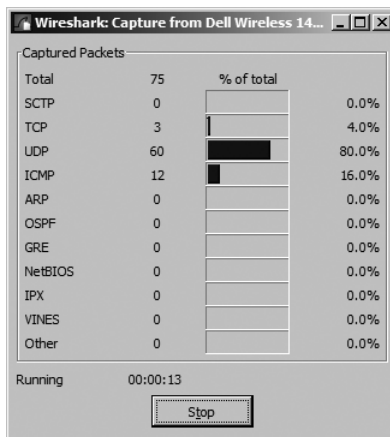 Wireshark: Capture from Dell Wireless 14...
Captured Packets
Total 75 % of total
SCTP 0 0.0%
TCP 3 4.0%
UDP 60 80.0%
ICMP 12 16.0%
ARP 0 0.0%
OSPF 0 0.0%
GRE 0 0.0%
NetBIOS 0 0.0%
IPX 0 0.0%
VINES 0 0.0%
Other 0 0.0%
Running 00:00:13
Stop